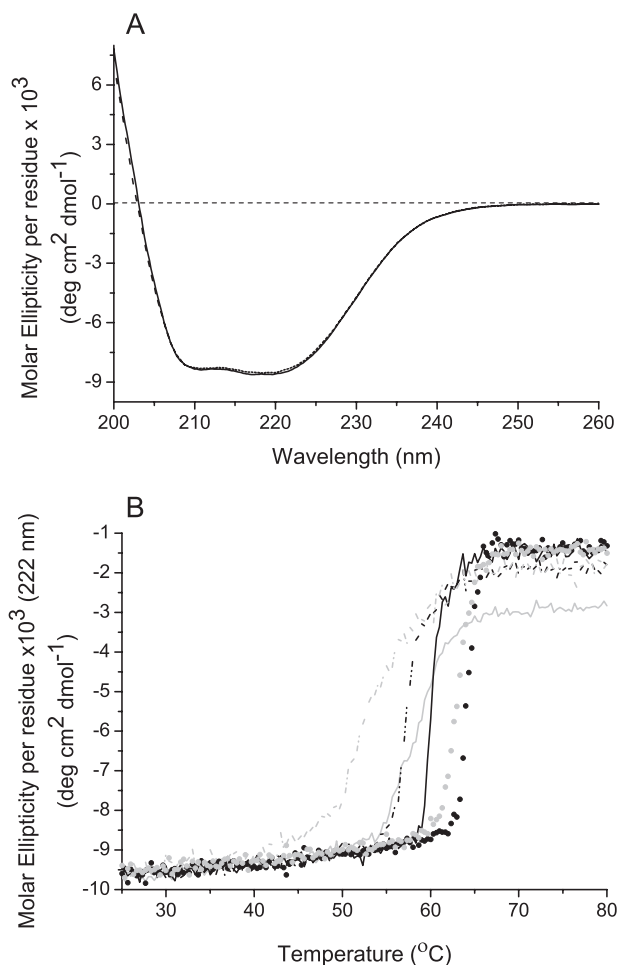 A
Molar Ellipticity per residue x 10³
(deg cm² dmol⁻¹)
6
3
0
-3
-6
-9
200 210 220 230 240 250 260
Wavelength (nm)
B
Molar Ellipticity per residue x10³ (222 nm)
(deg cm² dmol⁻¹)
-1
-2
-3
-4
-5
-6
-7
-8
-9
-10
30 40 50 60 70 80
Temperature (ᴼC)